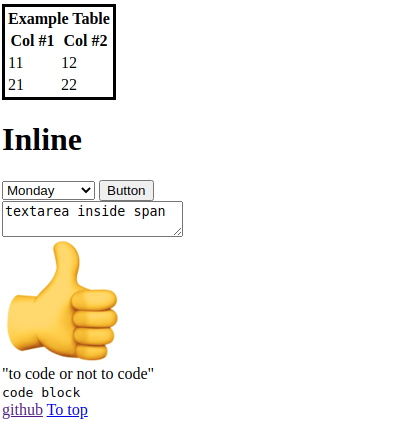 Example Table
Col #1 Col #2
11 12
21 22
Inline
Monday Button
textarea inside span
"to code or not to code"
code block
github To top